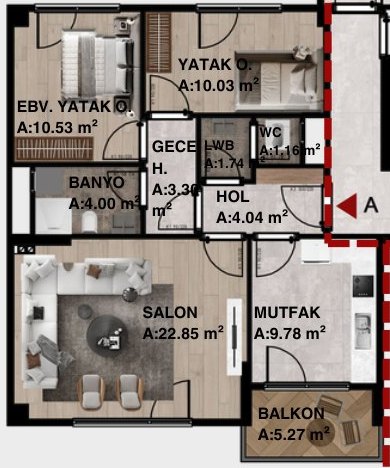 YATAK O.
A:10.03 m²
EBV. YATAK O.
A:10.53 m²
GECE
H.
A:3.30
m²
LWB
A:1.74 m²
WC
A:1.16 m²
BANYO
A:4.00 m²
HOL
A:4.04 m²
A
SALON
A:22.85 m²
MUTFAK
A:9.78 m²
BALKON
A:5.27 m²